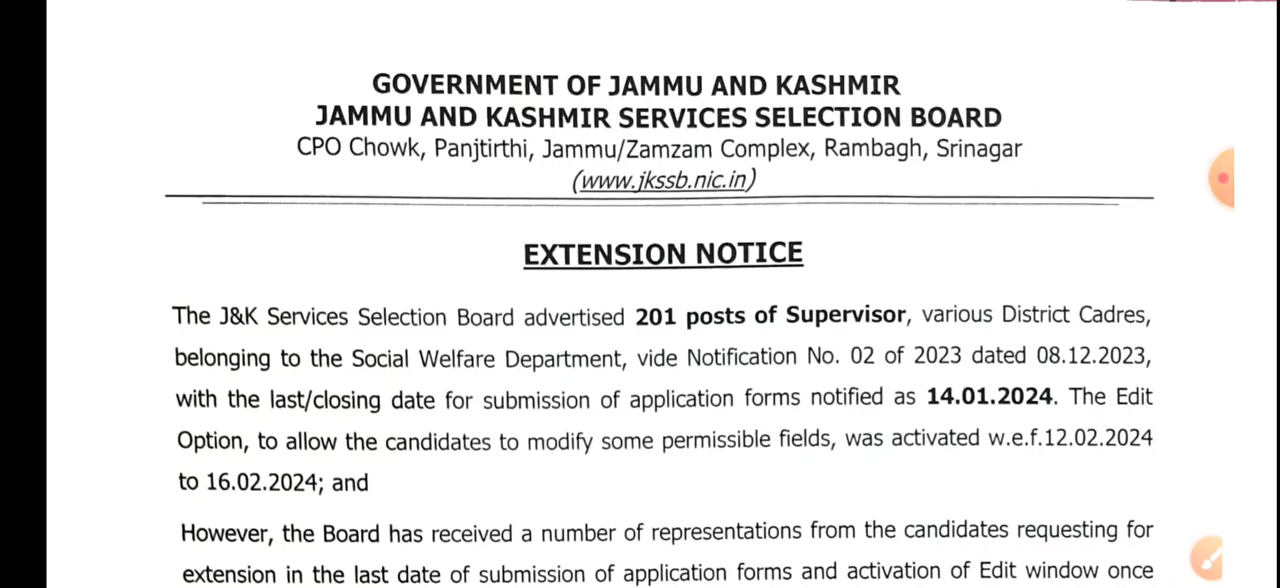 GOVERNMENT OF JAMMU AND KASHMIR
JAMMU AND KASHMIR SERVICES SELECTION BOARD
CPO Chowk, Panjtirthi, Jammu/Zamzam Complex, Rambagh, Srinagar
(www.jkssb.nic.in)
EXTENSION NOTICE
The J&K Services Selection Board advertised 201 posts of Supervisor, various District Cadres,
belonging to the Social Welfare Department, vide Notification No. 02 of 2023 dated 08.12.2023,
with the last/closing date for submission of application forms notified as 14.01.2024. The Edit
Option, to allow the candidates to modify some permissible fields, was activated w.e.f.12.02.2024
to 16.02.2024; and
However, the Board has received a number of representations from the candidates requesting for
extension in the last date of submission of application forms and activation of Edit window once